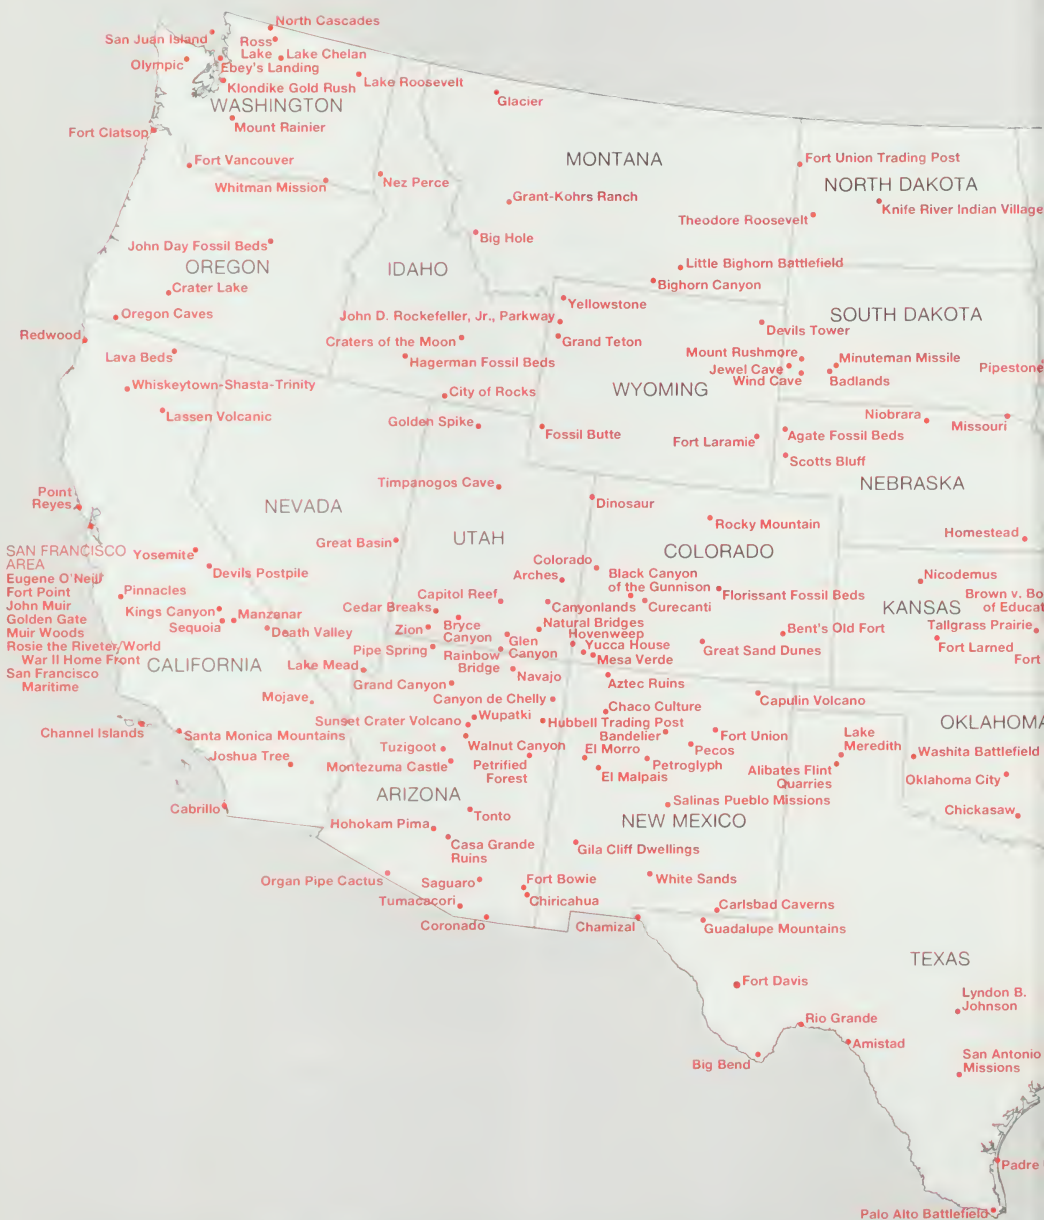 North Cascades
San Juan Island
Ross
Lake
Lake Chelan
Olympic
Ebey's Landing
Lake Roosevelt
Klondike Gold Rush
Glacier
WASHINGTON
Mount Rainier
Fort Clatsop
Fort Vancouver
MONTANA
Fort Union Trading Post
Whitman Mission
Nez Perce
NORTH DAKOTA
Grant-Kohrs Ranch
Knife River Indian Village
Theodore Roosevelt
Big Hole
John Day Fossil Beds
OREGON
IDAHO
Little Bighorn Battlefield
Bighorn Canyon
Crater Lake
Yellowstone
Oregon Caves
John D. Rockefeller, Jr., Parkway
SOUTH DAKOTA
Redwood
Craters of the Moon
Grand Teton
Devils Tower
Lava Beds
Hagerman Fossil Beds
Mount Rushmore
Minuteman Missile
Jewel Cave
Pipestone
Wind Cave
Badlands
Whiskeytown-Shasta-Trinity
City of Rocks
WYOMING
Lassen Volcanic
Golden Spike
Niobrara
Missouri
Fossil Butte
Fort Laramie
Agate Fossil Beds
Scotts Bluff
Timpanogos Cave
NEBRASKA
Point
Reyes
NEVADA
Dinosaur
Rocky Mountain
Homestead
UTAH
Great Basin
SAN FRANCISCO
AREA
Eugene O'Neill
Fort Point
John Muir
Golden Gate
Muir Woods
Rosie the Riveter/World
War II Home Front
San Francisco
Maritime
Yosemite
Devils Postpile
COLORADO
Colorado
Arches
Black Canyon
of the Gunnison
Florissant Fossil Beds
Nicodemus
Pinnacles
Capitol Reef
Curecanti
Brown v. Bo
of Educat
Kings Canyon
Manzanar
Cedar Breaks
Canyonlands
KANSAS
Tallgrass Prairie
Sequoia
Death Valley
Zion
Bryce
Canyon
Natural Bridges
Bent's Old Fort
Hovenweep
Fort Larned
Glen
Canyon
Yucca House
Great Sand Dunes
Pipe Spring
Rainbow
Bridge
Mesa Verde
Fort
CALIFORNIA
Lake Mead
Navajo
Aztec Ruins
Grand Canyon
Mojave
Canyon de Chelly
Capulin Volcano
Chaco Culture
Sunset Crater Volcano
Wupatki
Hubbell Trading Post
OKLAHOMA
Channel Islands
Santa Monica Mountains
Bandelier
Fort Union
Lake
Meredith
Tuzigoot
Walnut Canyon
El Morro
Pecos
Washita Battlefield
Joshua Tree
Montezuma Castle
Petrified
Forest
Petroglyph
Alibates Flint
Quarries
El Malpais
Oklahoma City
ARIZONA
Cabrillo
Tonto
Salinas Pueblo Missions
Chickasaw
Hohokam Pima
NEW MEXICO
Casa Grande
Ruins
Gila Cliff Dwellings
Organ Pipe Cactus
Saguaro
Fort Bowie
White Sands
Tumacacori
Chiricahua
Carlsbad Caverns
Coronado
Chamizal
Guadalupe Mountains
TEXAS
Fort Davis
Lyndon B.
Johnson
Rio Grande
Amistad
Big Bend
San Antonio
Missions
Padre
Palo Alto Battlefield